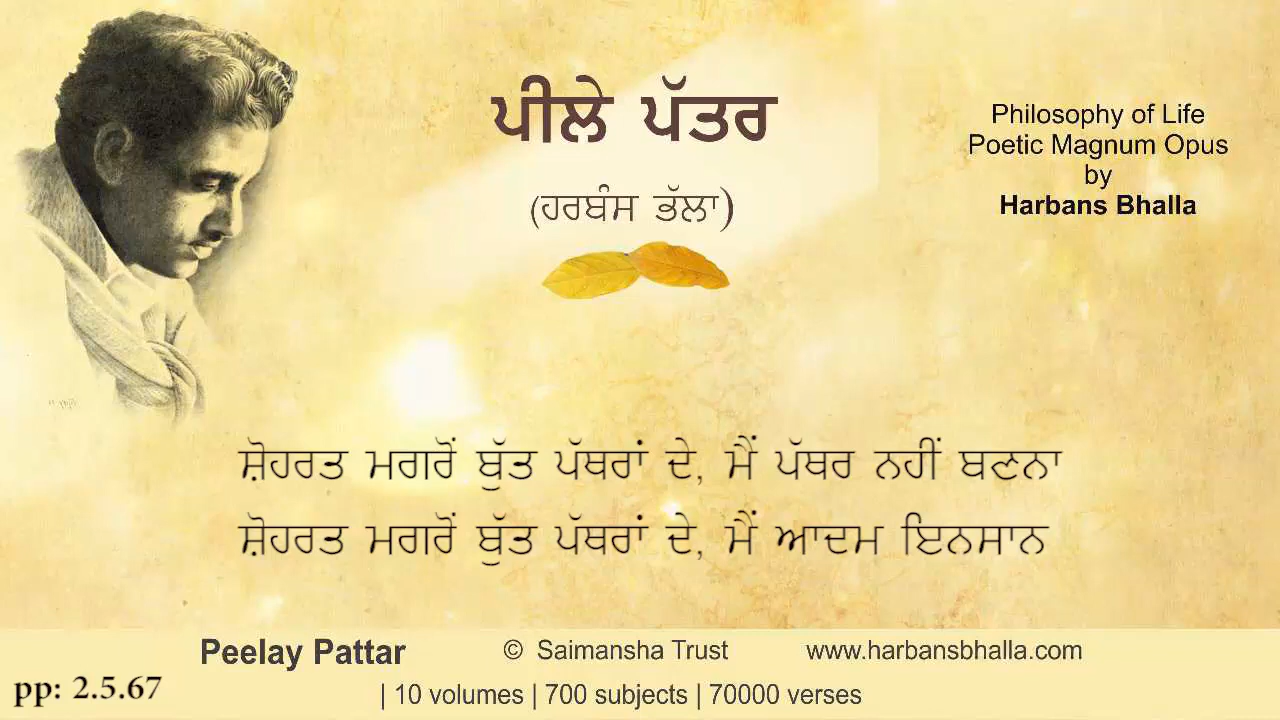 ਪੀਲੇ ਪੱਤਰ
(ਹਰਬੰਸ ਭੱਲਾ)
Philosophy of Life
Poetic Magnum Opus
by
Harbans Bhalla
ਸ਼ੋਹਰਤ ਮਗਰੋਂ ਬੁੱਤ ਪੱਥਰਾਂ ਦੇ, ਮੈਂ ਪੱਥਰ ਨਹੀਂ ਬਣਨਾ
ਸ਼ੋਹਰਤ ਮਗਰੋਂ ਬੁੱਤ ਪੱਥਰਾਂ ਦੇ, ਮੈਂ ਆਦਮ ਇਨਸਾਨ
Peelay Pattar © Saimansha Trust www.harbansbhalla.com
pp: 2.5.67
| 10 volumes | 700 subjects | 70000 verses